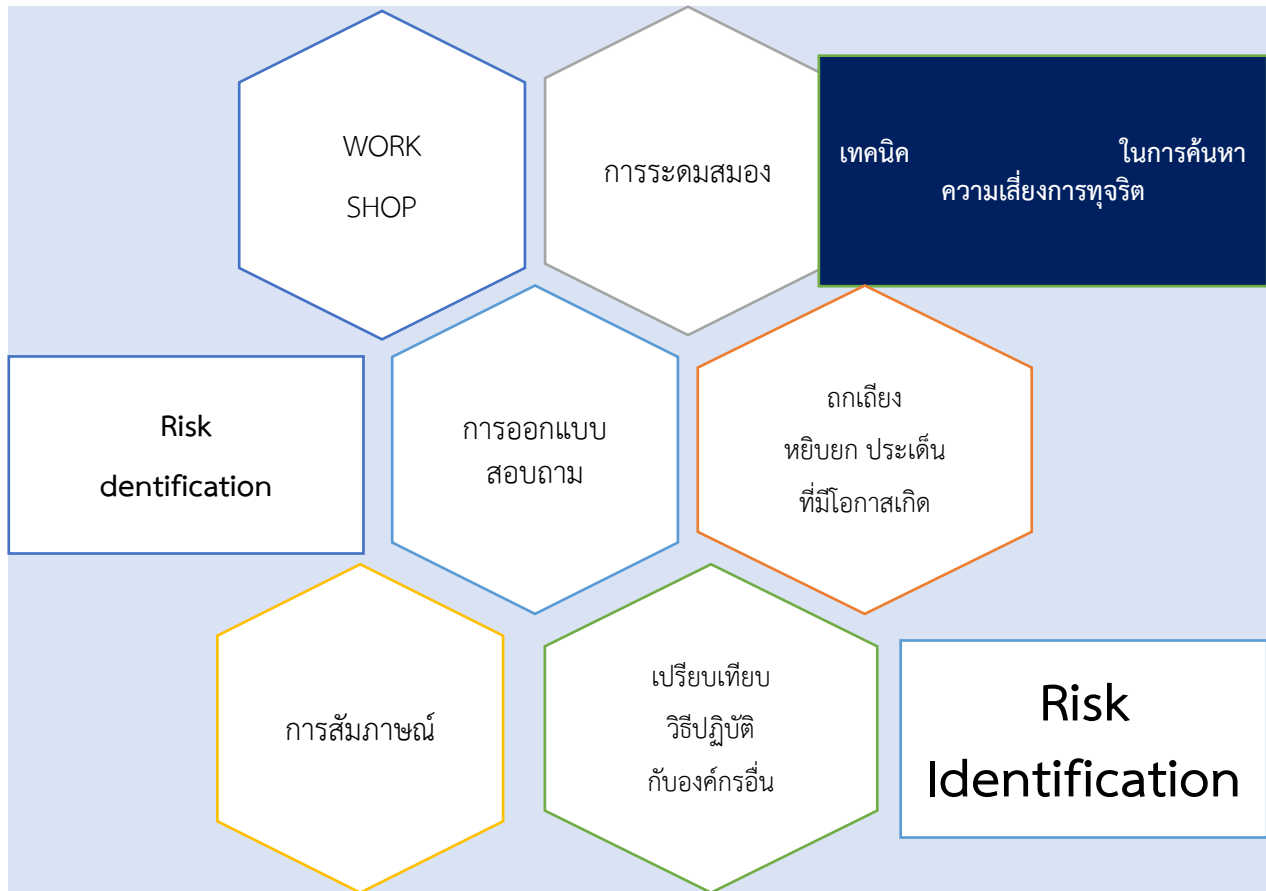 WORK
SHOP
การระดมสมอง
เทคนิค ในการค้นหา
ความเสี่ยงการทุจริต
Risk
dentification
การออกแบบ
สอบถาม
ถกเถียง
หยิบยก ประเด็น
ที่มีโอกาสเกิด
การสัมภาษณ์
เปรียบเทียบ
วิธีปฏิบัติ
กับองค์กรอื่น
Risk
Identification